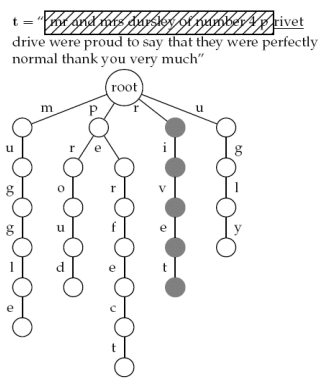 t = “ mr and mrs dursley of number 4 p rivet
drive were proud to say that they were perfectly
normal thank you very much”
root
m p r u
u r e i g
g o r v l
g u f e y
l d e t
e c
t